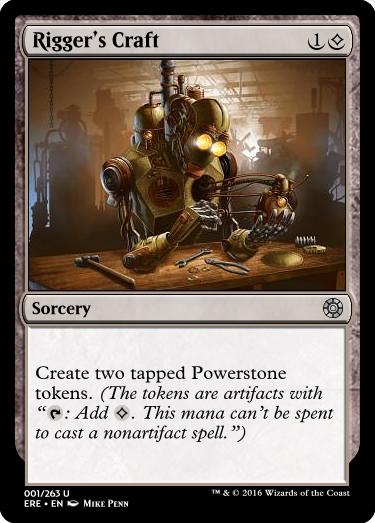 Rigger's Craft 1
Sorcery
Create two tapped Powerstone
tokens. (The tokens are artifacts with
“: Add . This mana can't be spent
to cast a nonartifact spell.”)
001/263 U
ERE • EN Mike Penn
™ & © 2016 Wizards of the Coast